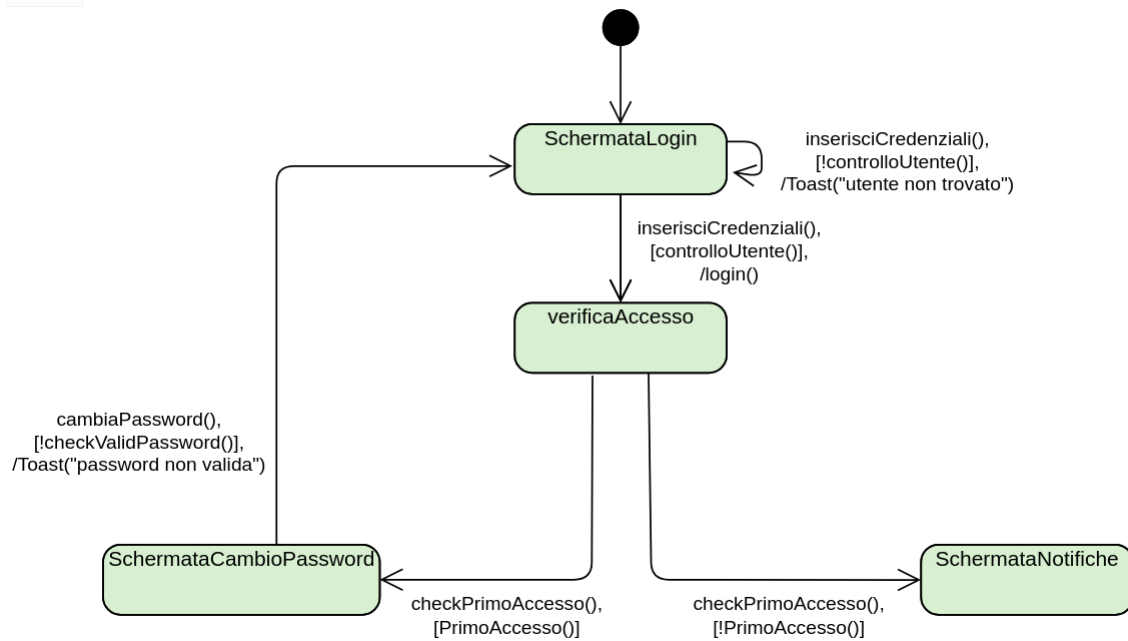 SchermataLogin
inserisciCredenziali(),
[!controlloUtente()],
/Toast("utente non trovato")
inserisciCredenziali(),
[controlloUtente()],
/login()
verificaAccesso
cambiaPassword(),
[!checkValidPassword()],
/Toast("password non valida")
SchermataCambioPassword
SchermataNotifiche
checkPrimoAccesso(),
[PrimoAccesso()]
checkPrimoAccesso(),
[!PrimoAccesso()]